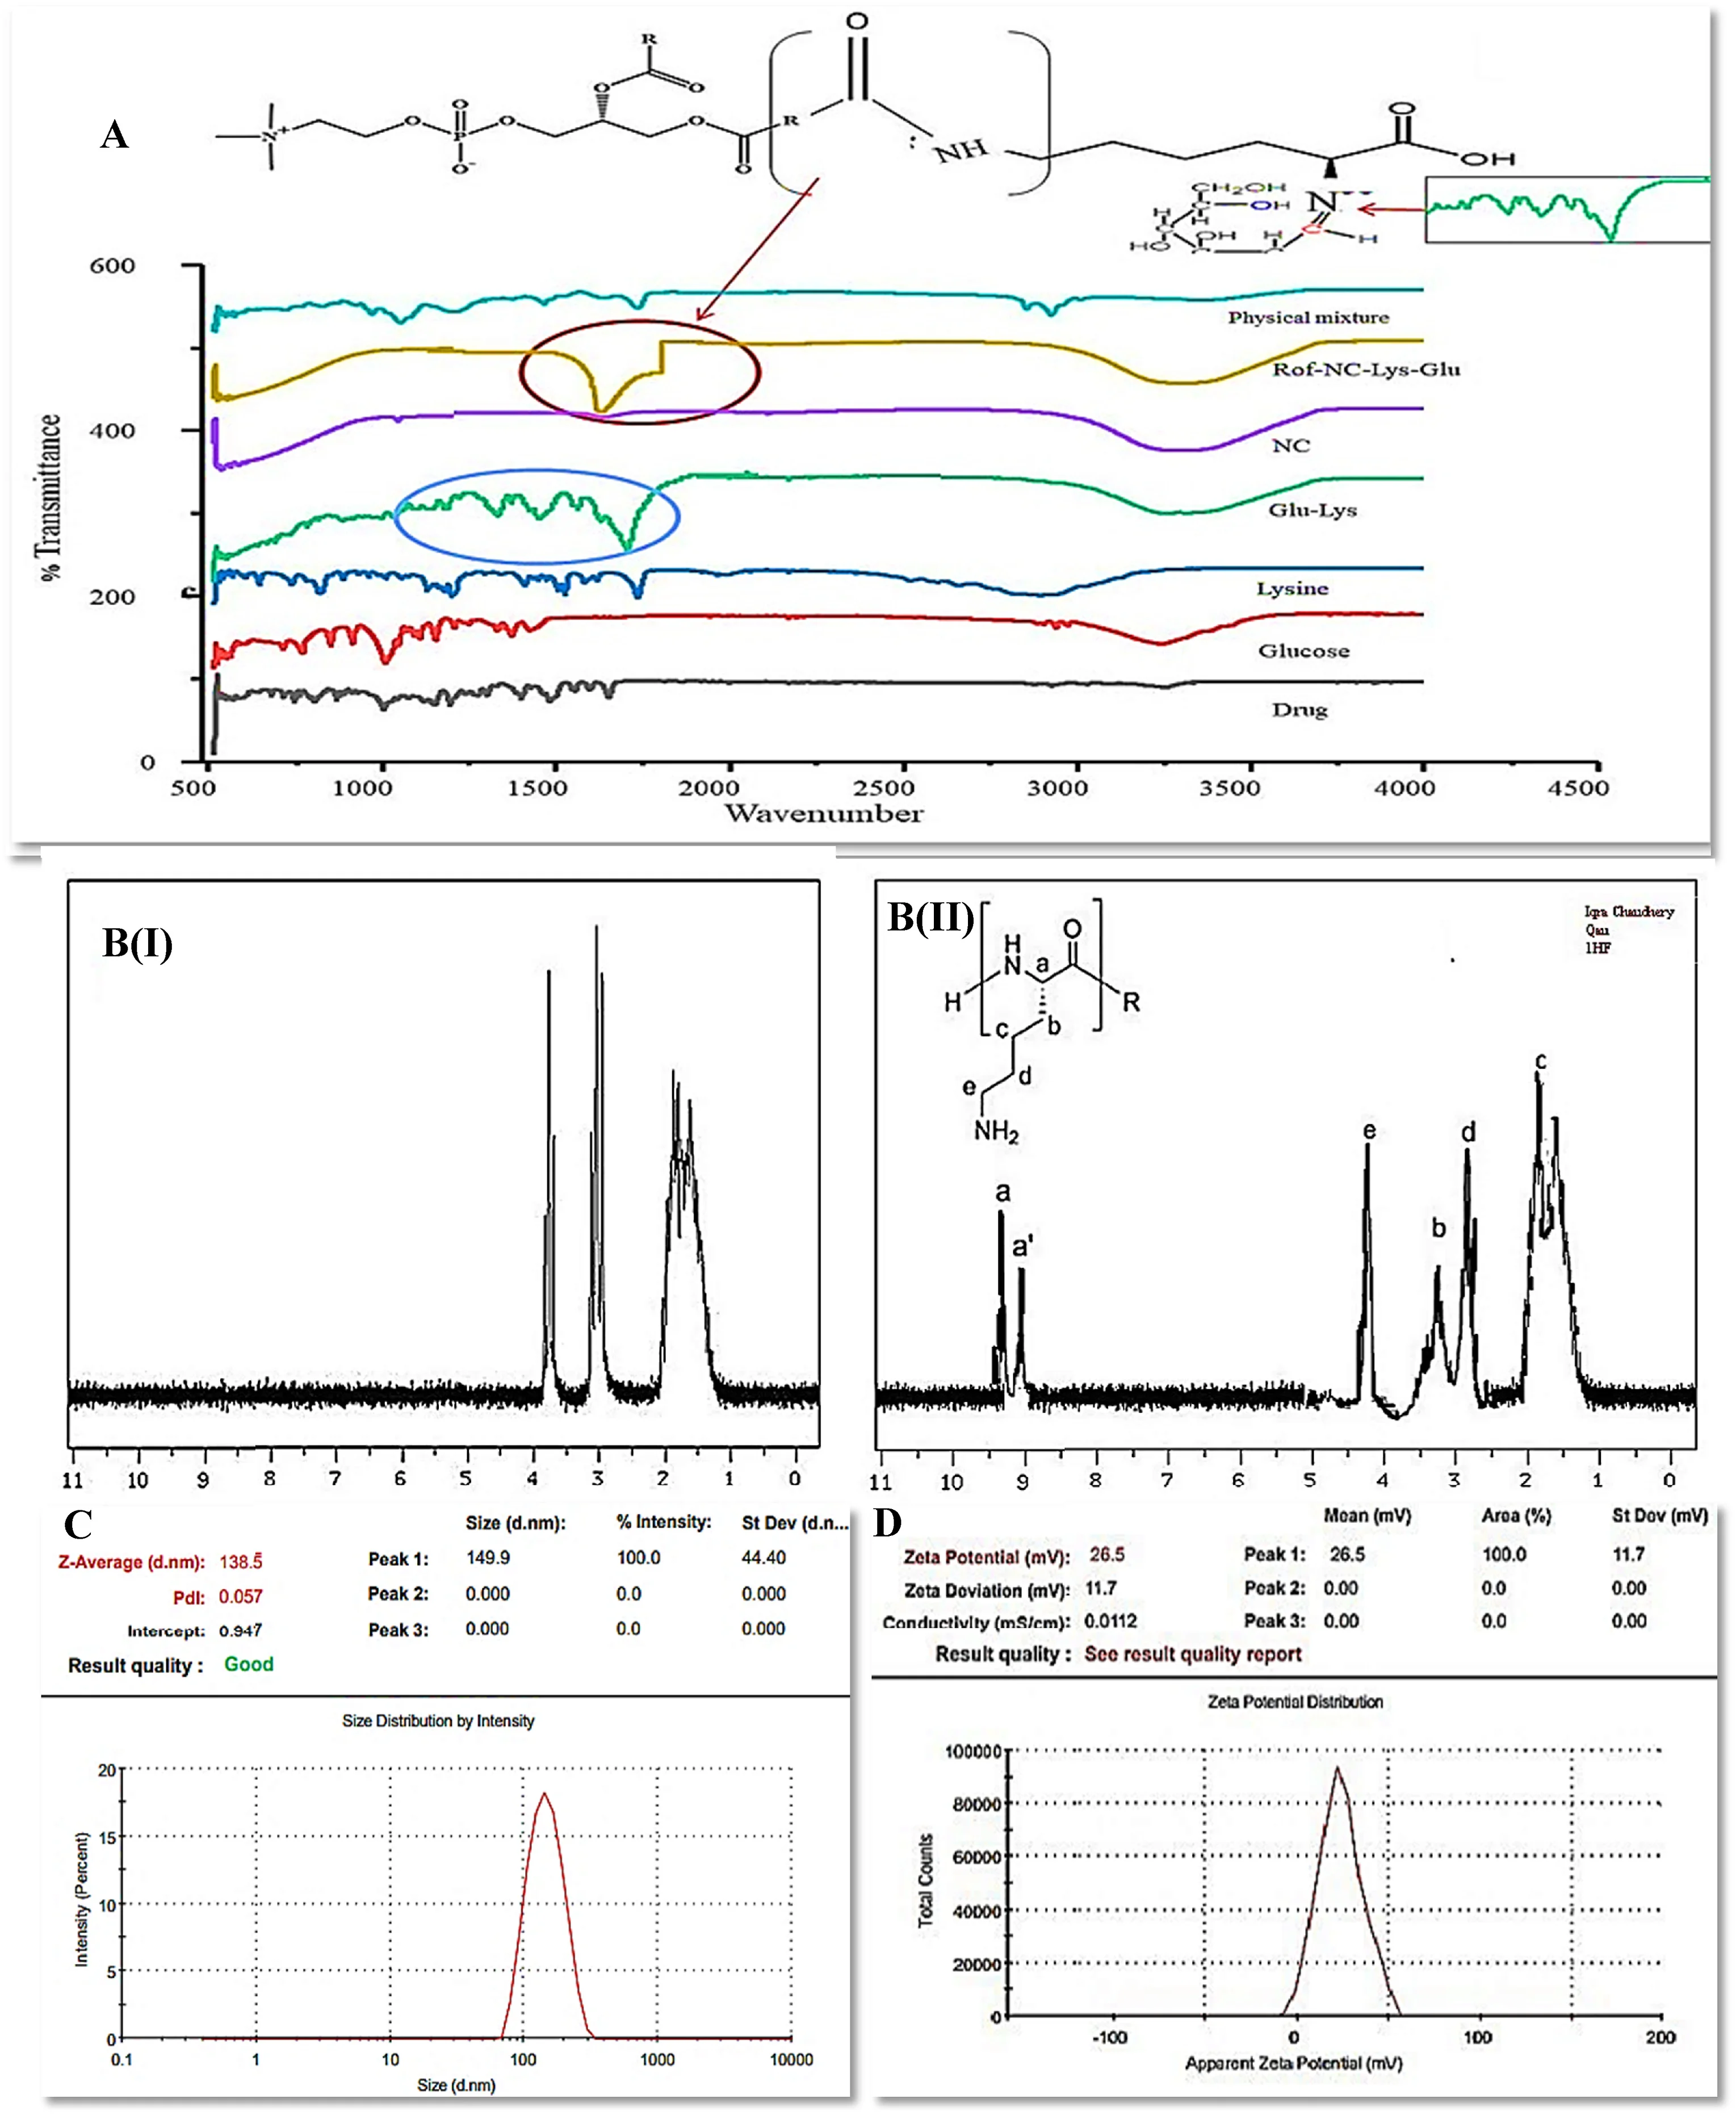 A
O
R
O
O
N+
O
O
P
O-
O
O
O
R
:
NH
O
OH
CH2OH
OH
H
H
HO
OH
H
N
C
H
600
400
200
0
% Transmittance
Physical mixture
Rof-NC-Lys-Glu
NC
Glu-Lys
Lysine
Glucose
Drug
500 1000 1500 2000 2500 3000 3500 4000 4500
Wavenumber
B(I)
11 10 9 8 7 6 5 4 3 2 1 0
B(II)
Iqra Chaudhery
Qau
1HF
H
N
a
O
H
R
c
b
e
d
NH2
a
a'
e
b
d
c
11 10 9 8 7 6 5 4 3 2 1 0
C
Size (d.nm): % Intensity: St Dev (d.n...
Z-Average (d.nm): 138.5 Peak 1: 149.9 100.0 44.40
PdI: 0.057 Peak 2: 0.000 0.0 0.000
Intercept: 0.947 Peak 3: 0.000 0.0 0.000
Result quality : Good
Size Distribution by Intensity
20
15
10
5
0
Intensity (Percent)
0.1 1 10 100 1000 10000
Size (d.nm)
D
Mean (mV) Area (%) St Dev (mV)
Zeta Potential (mV): 26.5 Peak 1: 26.5 100.0 11.7
Zeta Deviation (mV): 11.7 Peak 2: 0.00 0.0 0.00
Conductivity (mS/cm): 0.0112 Peak 3: 0.00 0.0 0.00
Result quality : See result quality report
Zeta Potential Distribution
100000
80000
60000
40000
20000
0
Total Counts
-100 0 100 200
Apparent Zeta Potential (mV)